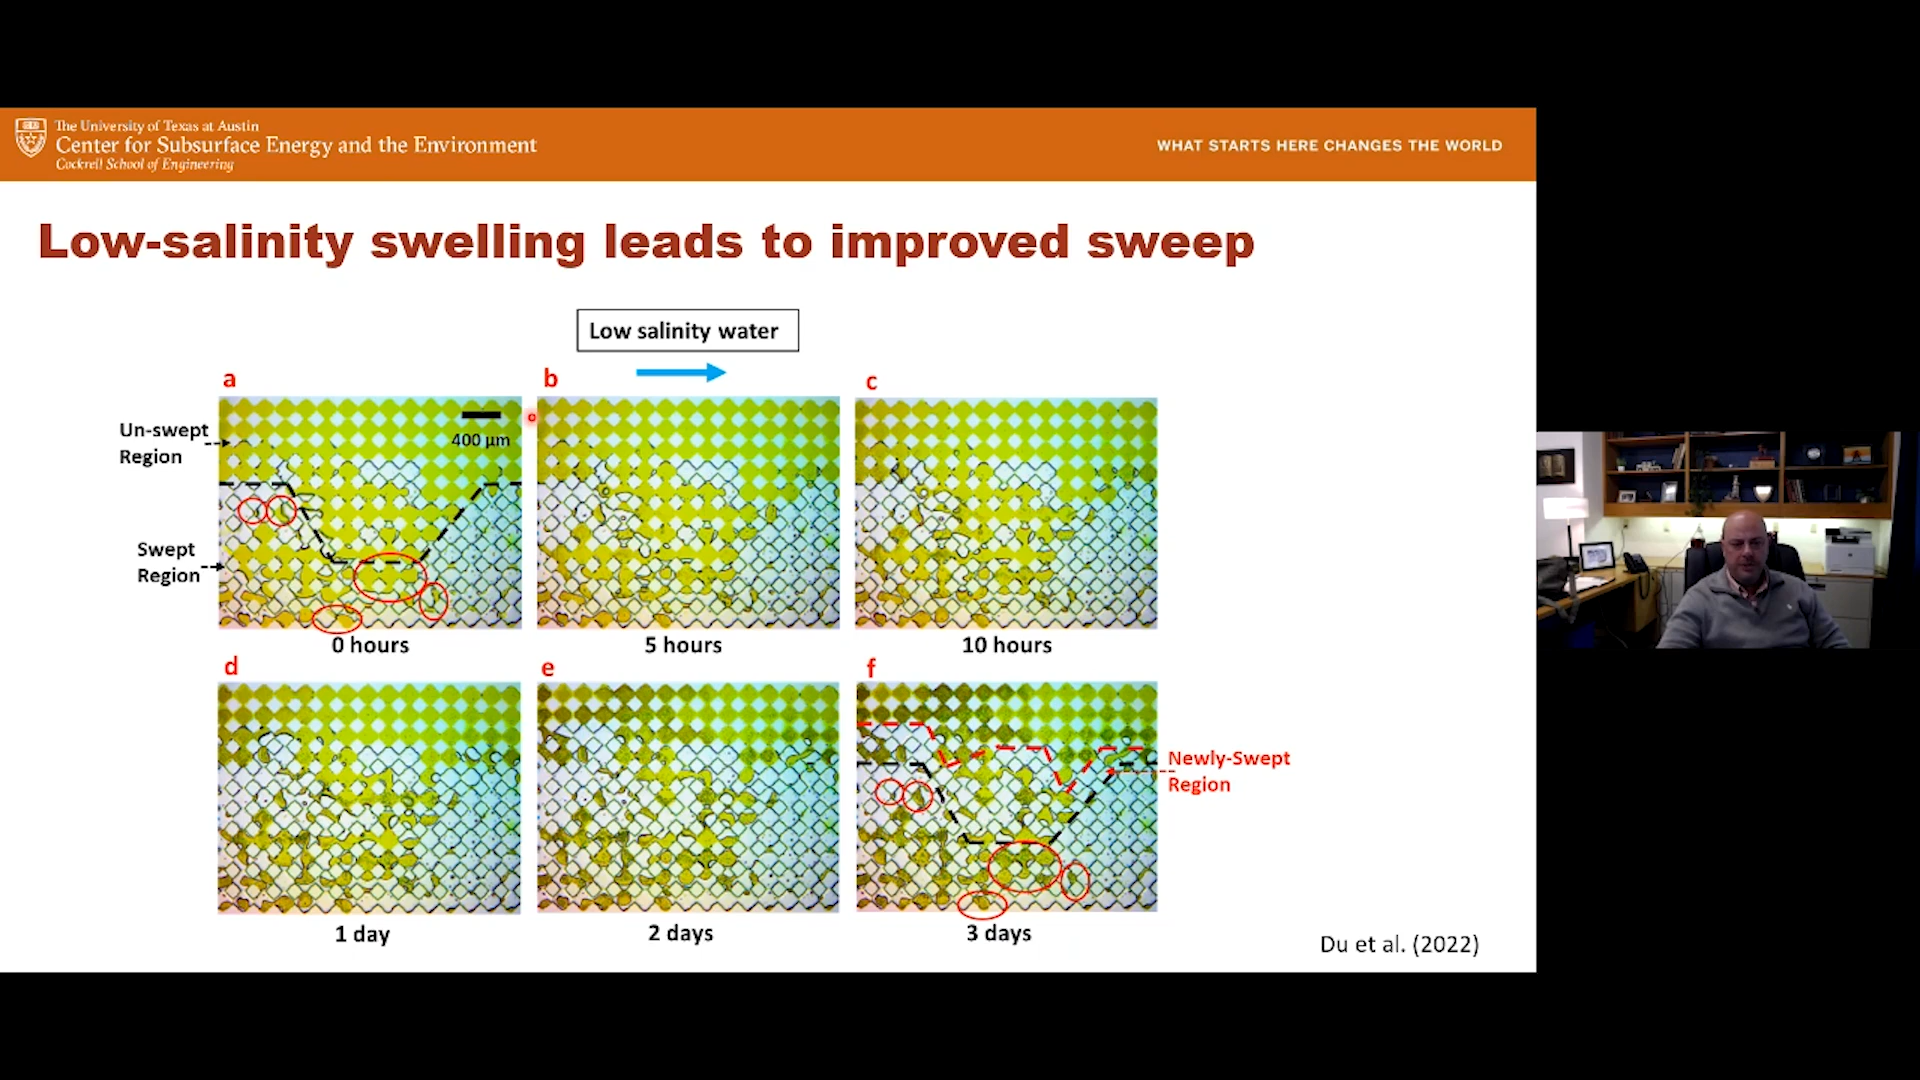 The University of Texas at Austin
Center for Subsurface Energy and the Environment
Cockrell School of Engineering
WHAT STARTS HERE CHANGES THE WORLD
Low-salinity swelling leads to improved sweep
Low salinity water
a
b
c
Un-swept
Region
400 μm
Swept
Region
0 hours
5 hours
10 hours
d
e
f
Newly-Swept
Region
1 day
2 days
3 days
Du et al. (2022)